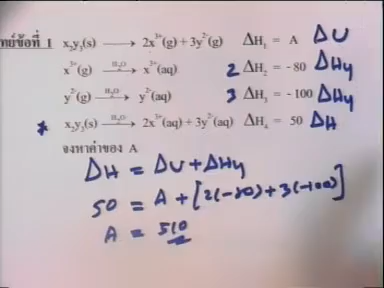 ทย์ข้อที่ 1 x₂y₃(s) ⟶ 2x³⁺(g) + 3y²⁻(g) ΔH₁ = A ΔU
x³⁺(g) —H₂O→ x³⁺(aq) 2 ΔH₂ = -80 ΔHy
y²⁻(g) —H₂O→ y²⁻(aq) 3 ΔH₃ = -100 ΔHy
* x₂y₃(s) —H₂O→ 2x³⁺(aq) + 3y²⁻(aq) ΔH₄ = 50 ΔH
จงหาค่าของ A
ΔH = ΔU + ΔHy
50 = A + [2(-80) + 3(-100)]
A = 510